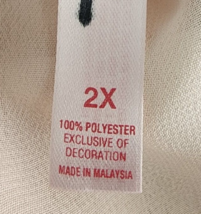 2X
100% POLYESTER
EXCLUSIVE OF
DECORATION
MADE IN MALAYSIA